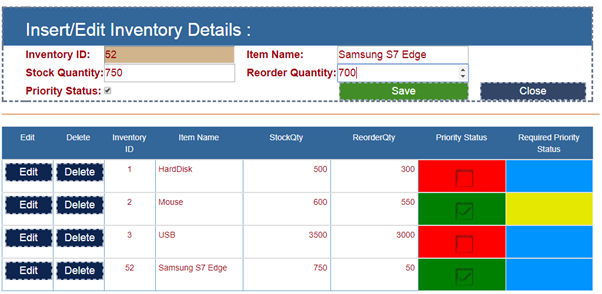 Insert/Edit Inventory Details :
Inventory ID: 52 Item Name: Samsung S7 Edge
Stock Quantity: 750 Reorder Quantity: 700
Priority Status: Save Close
Edit Delete Inventory ID Item Name StockQty ReorderQty Priority Status Required Priority Status
Edit Delete 1 HardDisk 500 300
Edit Delete 2 Mouse 600 550
Edit Delete 3 USB 3500 3000
Edit Delete 52 Samsung S7 Edge 750 50